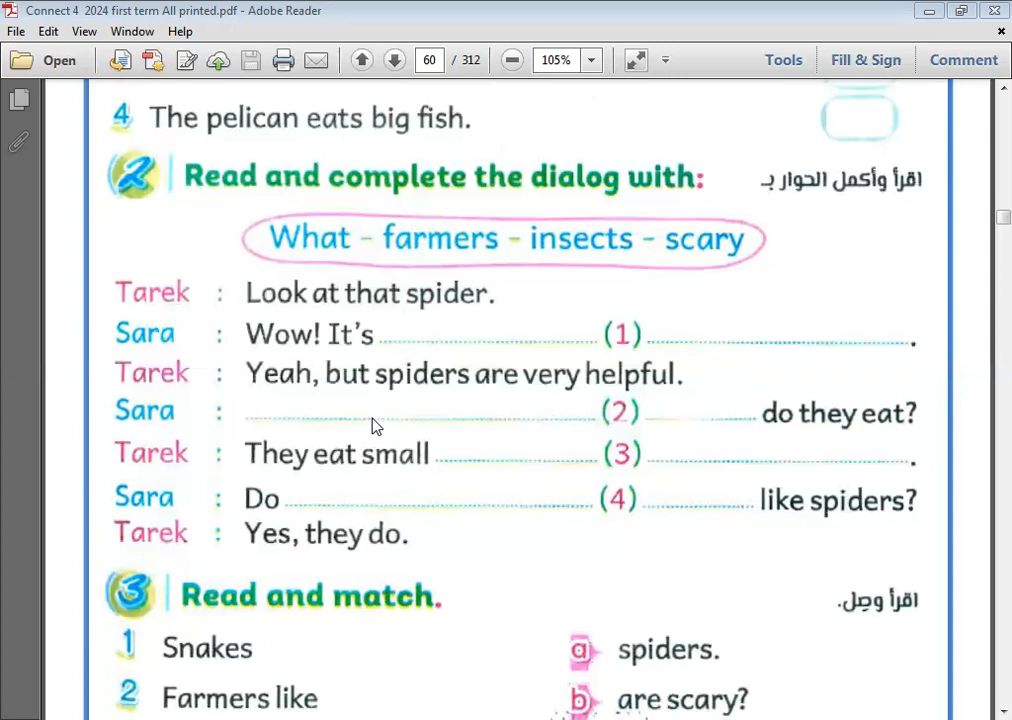 Connect 4 2024 first term All printed.pdf - Adobe Reader
File Edit View Window Help
Open 60 / 312 105% Tools Fill & Sign Comment
4 The pelican eats big fish.
2 Read and complete the dialog with: اقرأ وأكمل الحوار بـ
What - farmers - insects - scary
Tarek : Look at that spider.
Sara : Wow! It's ........ (1) ........ .
Tarek : Yeah, but spiders are very helpful.
Sara : ........ (2) ........ do they eat?
Tarek : They eat small ........ (3) ........ .
Sara : Do ........ (4) ........ like spiders?
Tarek : Yes, they do.
3 Read and match. اقرأ وصِل.
1 Snakes a spiders.
2 Farmers like b are scary?